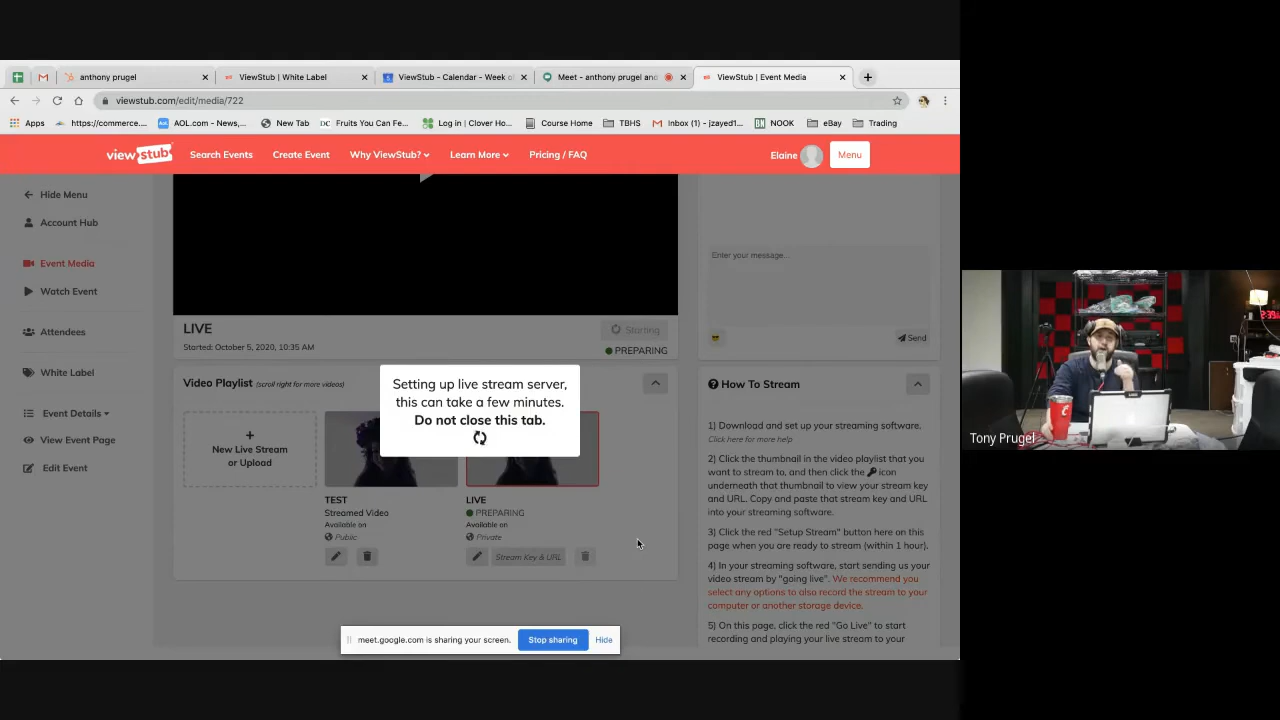 anthony prugel
ViewStub | White Label
ViewStub - Calendar - Week o
Meet - anthony prugel and
ViewStub | Event Media
viewstub.com/edit/media/722
Apps
https://commerce....
AOL.com - News,...
New Tab
Fruits You Can Fe...
Log in | Clover Ho...
Course Home
TBHS
Inbox (1) - jzayed1...
NOOK
eBay
Trading
view stub
Search Events
Create Event
Why ViewStub?
Learn More
Pricing / FAQ
Elaine
Menu
Hide Menu
Account Hub
Event Media
Watch Event
Attendees
White Label
Event Details
View Event Page
Edit Event
LIVE
Starting
Started: October 5, 2020, 10:35 AM
PREPARING
Video Playlist (scroll right for more videos)
Setting up live stream server,
this can take a few minutes.
Do not close this tab.
+
New Live Stream
or Upload
TEST
Streamed Video
Available on
Public
LIVE
PREPARING
Available on
Private
Stream Key & URL
Enter your message...
Send
How To Stream
1) Download and set up your streaming software.
Click here for more help
2) Click the thumbnail in the video playlist that you
want to stream to, and then click the icon
underneath that thumbnail to view your stream key
and URL. Copy and paste that stream key and URL
into your streaming software.
3) Click the red "Setup Stream" button here on this
page when you are ready to stream (within 1 hour).
4) In your streaming software, start sending us your
video stream by "going live". We recommend you
select any options to also record the stream to your
computer or another storage device.
5) On this page, click the red "Go Live" to start
recording and playing your live stream to your
meet.google.com is sharing your screen.
Stop sharing
Hide
Tony Prugel